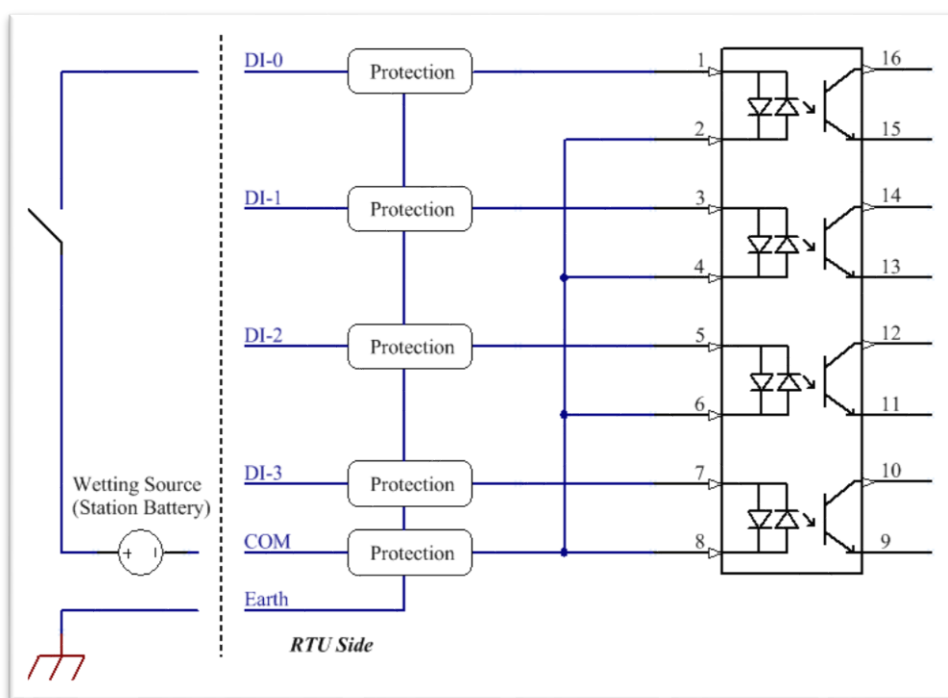 DI-0
Protection
1
16
2
15
DI-1
Protection
3
14
4
13
DI-2
Protection
5
12
6
11
DI-3
Protection
7
10
Wetting Source
(Station Battery)
+
COM
Protection
8
9
Earth
RTU Side